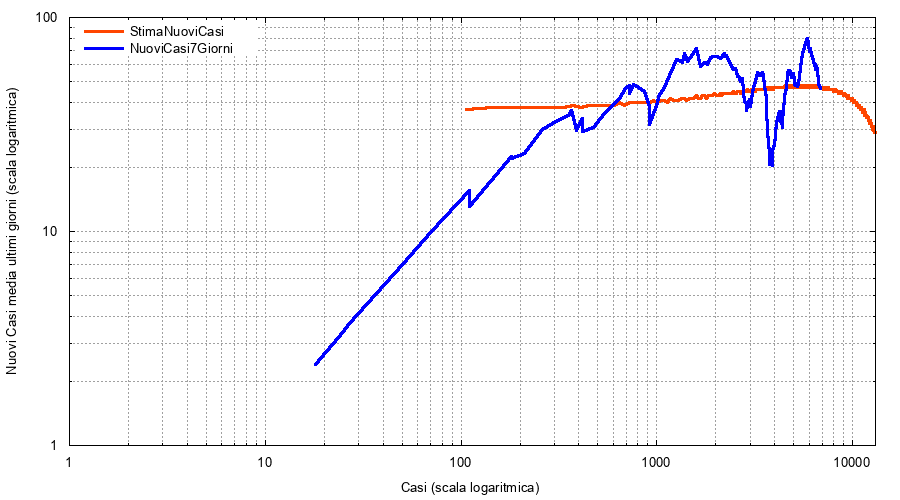 100
StimaNuoviCasi
NuoviCasi7Giorni
Nuovi Casi media ultimi giorni (scala logaritmica)
10
1
1 10 100 1000 10000
Casi (scala logaritmica)